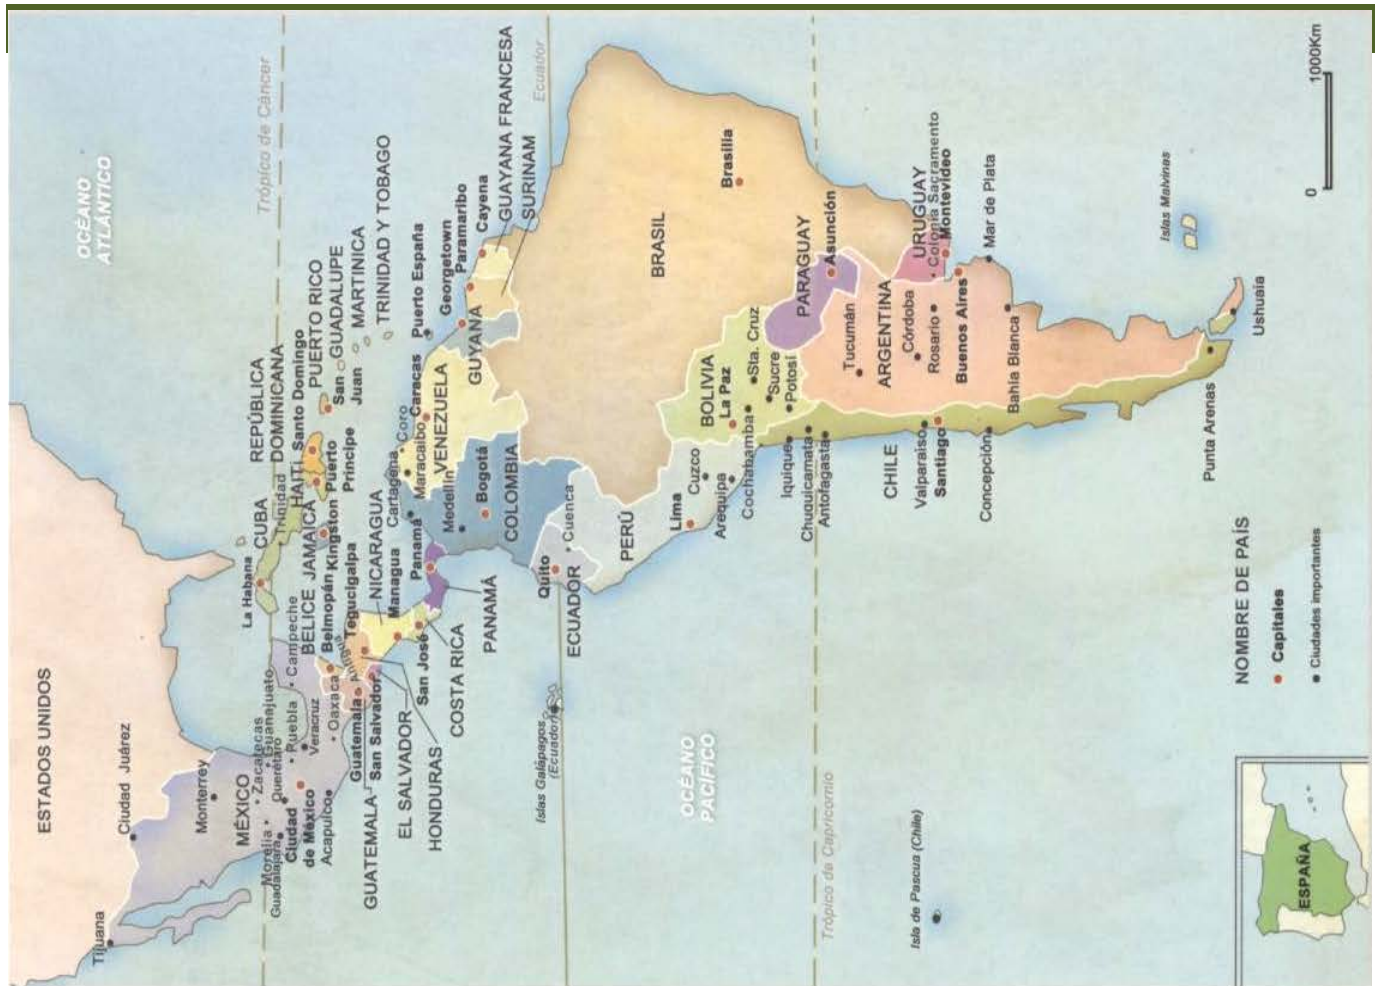 ESTADOS UNIDOS
OCÉANO
ATLÁNTICO
Trópico de Cáncer
Tijuana
Ciudad Juárez
Monterrey
MÉXICO
Zacatecas
Guanajuato
Querétaro
Morelia
Guadalajara
Ciudad
de México
Acapulco
Puebla
Veracruz
Oaxaca
Campeche
La Habana
CUBA
Trinidad
REPÚBLICA
DOMINICANA
HAITÍ
Santo Domingo
Puerto
Príncipe
PUERTO RICO
San
Juan
GUADALUPE
MARTINICA
TRINIDAD Y TOBAGO
JAMAICA
Kingston
BELICE
Belmopán
Antigua
Guatemala
GUATEMALA
San Salvador
EL SALVADOR
Tegucigalpa
HONDURAS
NICARAGUA
Managua
San José
COSTA RICA
Panamá
PANAMÁ
Cartagena
Coro
Maracaibo
Caracas
VENEZUELA
Puerto España
Georgetown
GUYANA
Paramaribo
SURINAM
Cayena
GUAYANA FRANCESA
Medellín
Bogotá
COLOMBIA
Ecuador
Quito
Cuenca
ECUADOR
Islas Galápagos
(Ecuador)
PERÚ
Lima
Cuzco
Arequipa
BRASIL
Brasilia
BOLIVIA
La Paz
Cochabamba
Sta. Cruz
Sucre
Potosí
PARAGUAY
Asunción
Iquique
Chuquicamata
Antofagasta
CHILE
Valparaiso
Santiago
Concepción
Punta Arenas
Tucumán
ARGENTINA
Córdoba
Rosario
Buenos Aires
Bahía Blanca
Mar de Plata
Ushuaia
URUGUAY
Colonia Sacramento
Montevideo
Islas Malvinas
OCÉANO
PACÍFICO
Trópico de Capricornio
Isla de Pascua (Chile)
NOMBRE DE PAÍS
Capitales
Ciudades importantes
0 1000Km
ESPAÑA